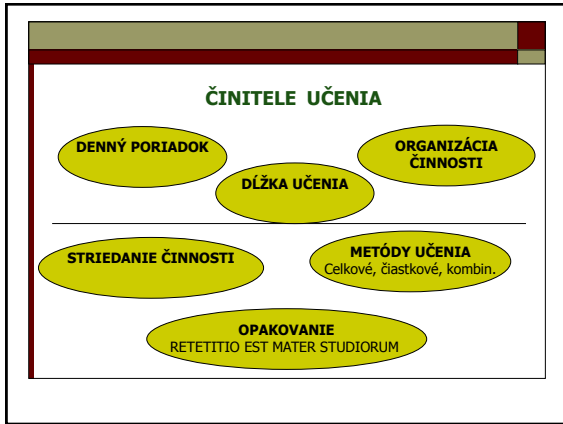 ČINITELE UČENIA
DENNÝ PORIADOK
ORGANIZÁCIA
ČINNOSTI
DĹŽKA UČENIA
STRIEDANIE ČINNOSTI
METÓDY UČENIA
Celkové, čiastkové, kombin.
OPAKOVANIE
RETETITIO EST MATER STUDIORUM